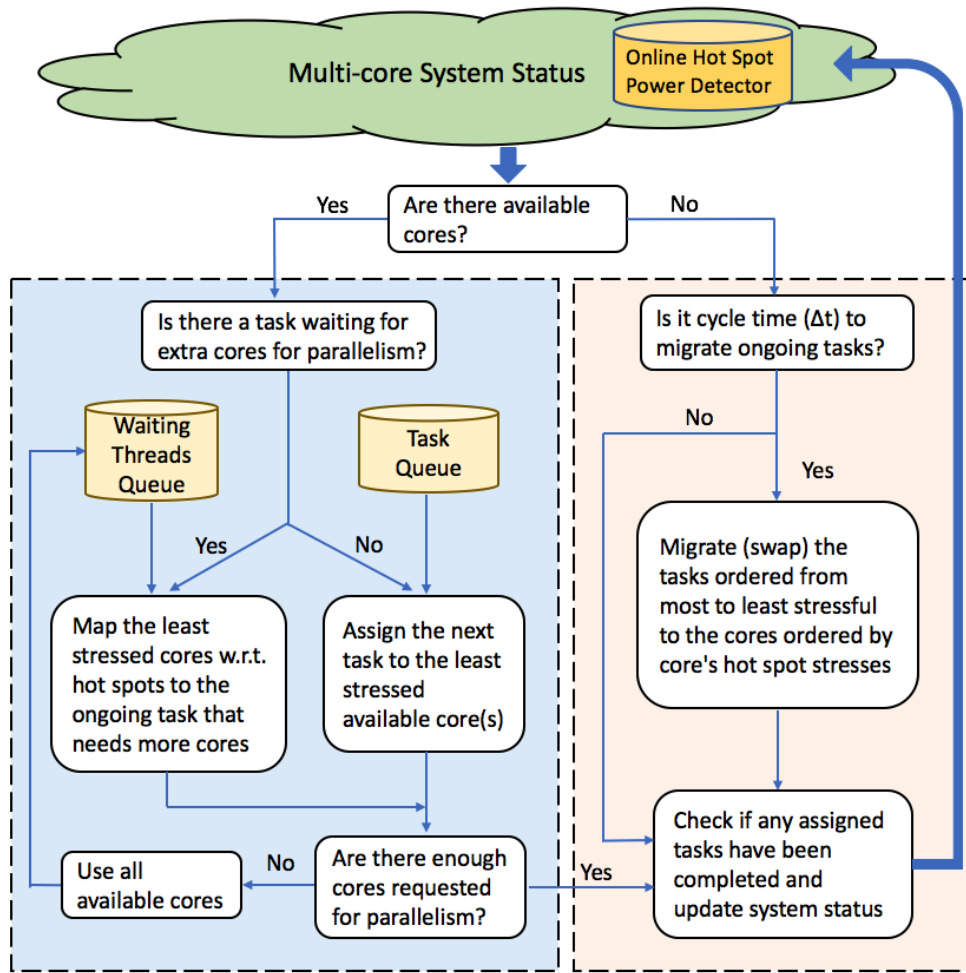 Multi-core System Status
Online Hot Spot
Power Detector
Yes
Are there available
cores?
No
Is there a task waiting for
extra cores for parallelism?
Waiting
Threads
Queue
Task
Queue
Yes
No
Map the least
stressed cores w.r.t.
hot spots to the
ongoing task that
needs more cores
Assign the next
task to the least
stressed
available core(s)
Use all
available cores
No
Are there enough
cores requested
for parallelism?
Yes
Is it cycle time (Δt) to
migrate ongoing tasks?
No
Yes
Migrate (swap) the
tasks ordered from
most to least stressful
to the cores ordered by
core's hot spot stresses
Check if any assigned
tasks have been
completed and
update system status